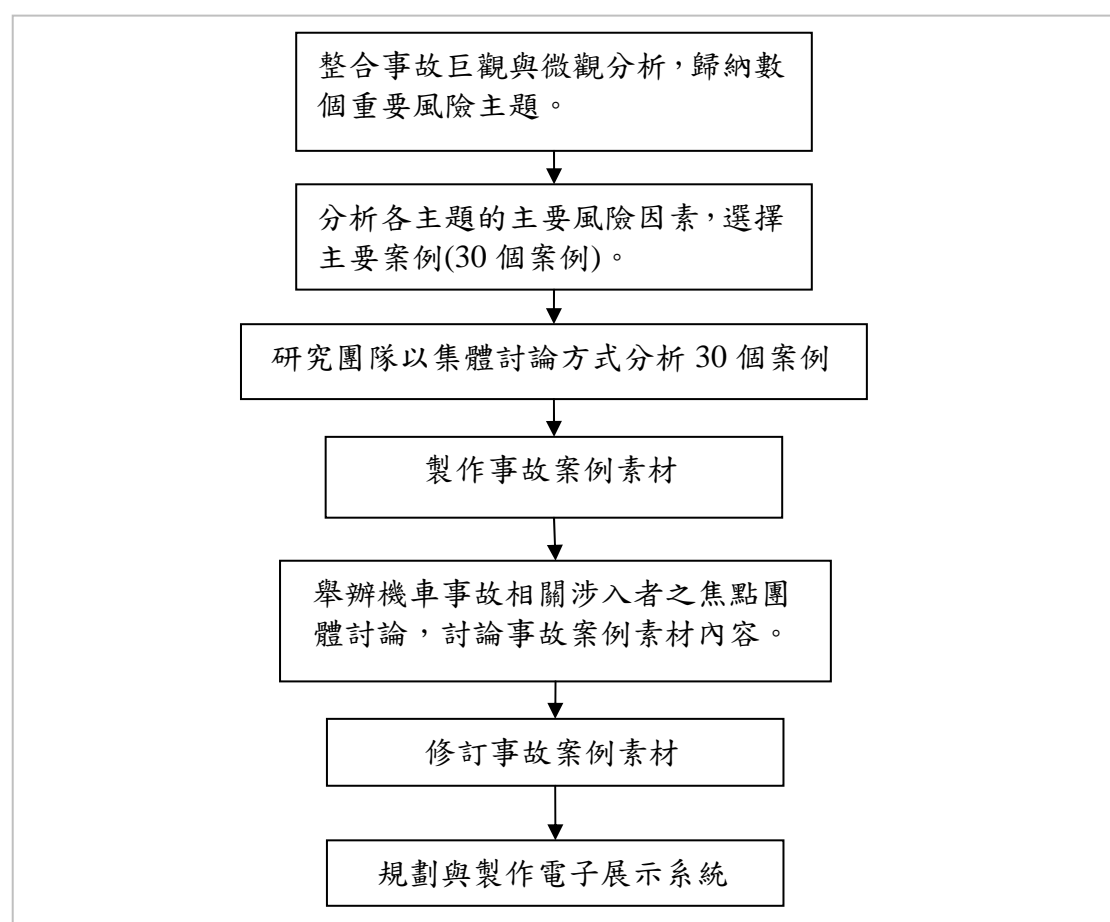 整合事故巨觀與微觀分析,歸納數
個重要風險主題。
分析各主題的主要風險因素,選擇
主要案例(30 個案例)。
研究團隊以集體討論方式分析 30 個案例
製作事故案例素材
舉辦機車事故相關涉入者之焦點團
體討論,討論事故案例素材內容。
修訂事故案例素材
規劃與製作電子展示系統